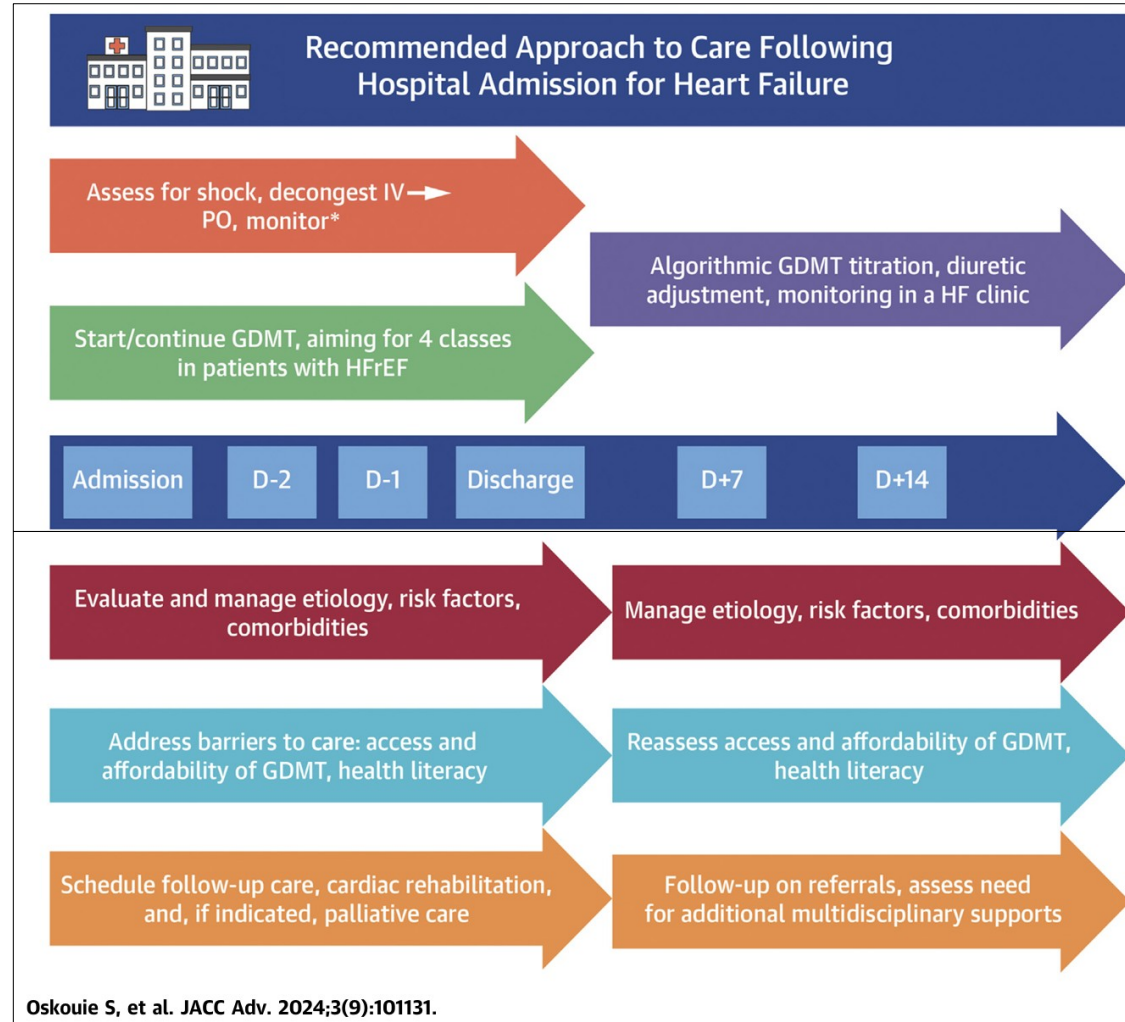 Recommended Approach to Care Following
Hospital Admission for Heart Failure
Assess for shock, decongest IV→
PO, monitor*
Algorithmic GDMT titration, diuretic
adjustment, monitoring in a HF clinic
Start/continue GDMT, aiming for 4 classes
in patients with HFrEF
Admission D-2 D-1 Discharge D+7 D+14
Evaluate and manage etiology, risk factors,
comorbidities
Manage etiology, risk factors, comorbidities
Address barriers to care: access and
affordability of GDMT, health literacy
Reassess access and affordability of GDMT,
health literacy
Schedule follow-up care, cardiac rehabilitation,
and, if indicated, palliative care
Follow-up on referrals, assess need
for additional multidisciplinary supports
Oskouie S, et al. JACC Adv. 2024;3(9):101131.